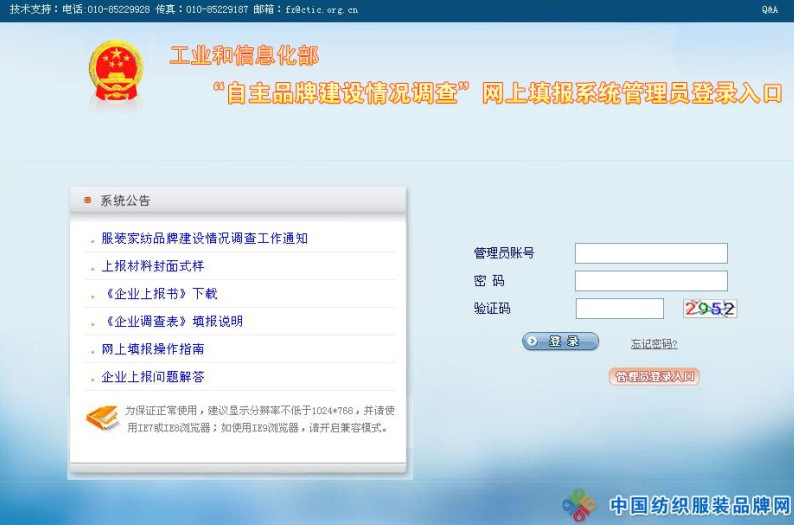 技术支持：电话:010-85229928 传真：010-85229187 邮箱：fz@ctic.org.cn
Q&A
工业和信息化部
“自主品牌建设情况调查”网上填报系统管理员登录入口
系统公告
服装家纺品牌建设情况调查工作通知
上报材料封面式样
《企业上报书》下载
《企业调查表》填报说明
网上填报操作指南
企业上报问题解答
为保证正常使用，建议显示分辨率不低于1024*768，并请使
用IE7或IE8浏览器；如使用IE9浏览器，请开启兼容模式。
管理员账号
密 码
验证码
2952
登 录
忘记密码?
管理员登录入口
中国纺织服装品牌网